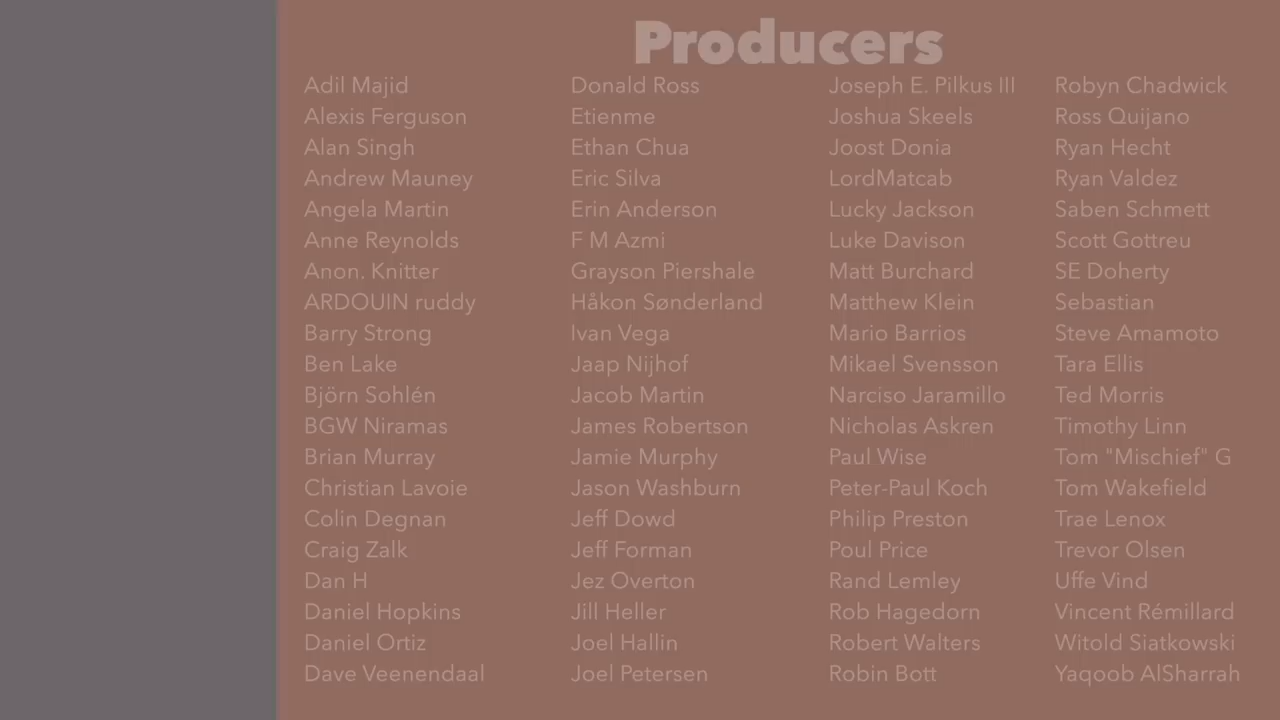 Producers
Adil Majid
Alexis Ferguson
Alan Singh
Andrew Mauney
Angela Martin
Anne Reynolds
Anon. Knitter
ARDOUIN ruddy
Barry Strong
Ben Lake
Björn Sohlén
BGW Niramas
Brian Murray
Christian Lavoie
Colin Degnan
Craig Zalk
Dan H
Daniel Hopkins
Daniel Ortiz
Dave Veenendaal
Donald Ross
Etienme
Ethan Chua
Eric Silva
Erin Anderson
F M Azmi
Grayson Piershale
Håkon Sønderland
Ivan Vega
Jaap Nijhof
Jacob Martin
James Robertson
Jamie Murphy
Jason Washburn
Jeff Dowd
Jeff Forman
Jez Overton
Jill Heller
Joel Hallin
Joel Petersen
Joseph E. Pilkus III
Joshua Skeels
Joost Donia
LordMatcab
Lucky Jackson
Luke Davison
Matt Burchard
Matthew Klein
Mario Barrios
Mikael Svensson
Narciso Jaramillo
Nicholas Askren
Paul Wise
Peter-Paul Koch
Philip Preston
Poul Price
Rand Lemley
Rob Hagedorn
Robert Walters
Robin Bott
Robyn Chadwick
Ross Quijano
Ryan Hecht
Ryan Valdez
Saben Schmett
Scott Gottreu
SE Doherty
Sebastian
Steve Amamoto
Tara Ellis
Ted Morris
Timothy Linn
Tom "Mischief" G
Tom Wakefield
Trae Lenox
Trevor Olsen
Uffe Vind
Vincent Rémillard
Witold Siatkowski
Yaqoob AlSharrah